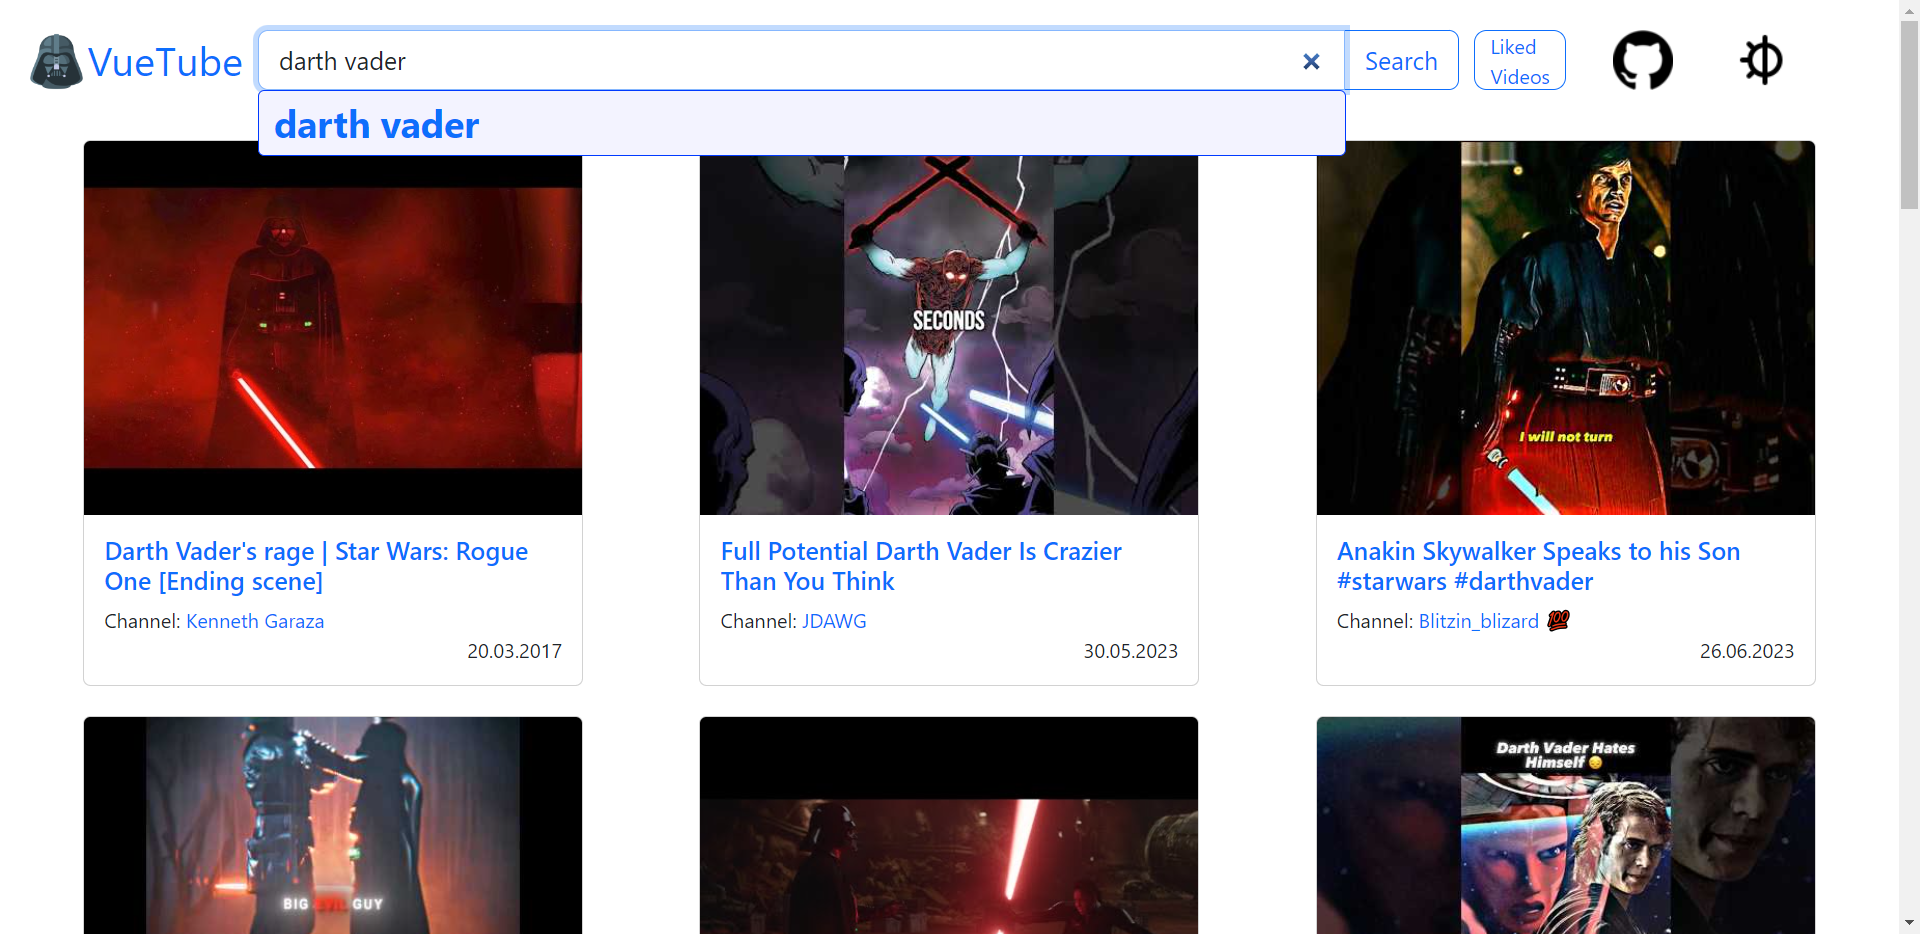 VueTube
darth vader
Search
Liked
Videos
darth vader
SECONDS
I will not turn
Darth Vader's rage | Star Wars: Rogue
One [Ending scene]
Channel: Kenneth Garaza
20.03.2017
Full Potential Darth Vader Is Crazier
Than You Think
Channel: JDAWG
30.05.2023
Anakin Skywalker Speaks to his Son
#starwars #darthvader
Channel: Blitzin_blizard 💯
26.06.2023
BIG EVIL GUY
Darth Vader Hates
Himself 😔